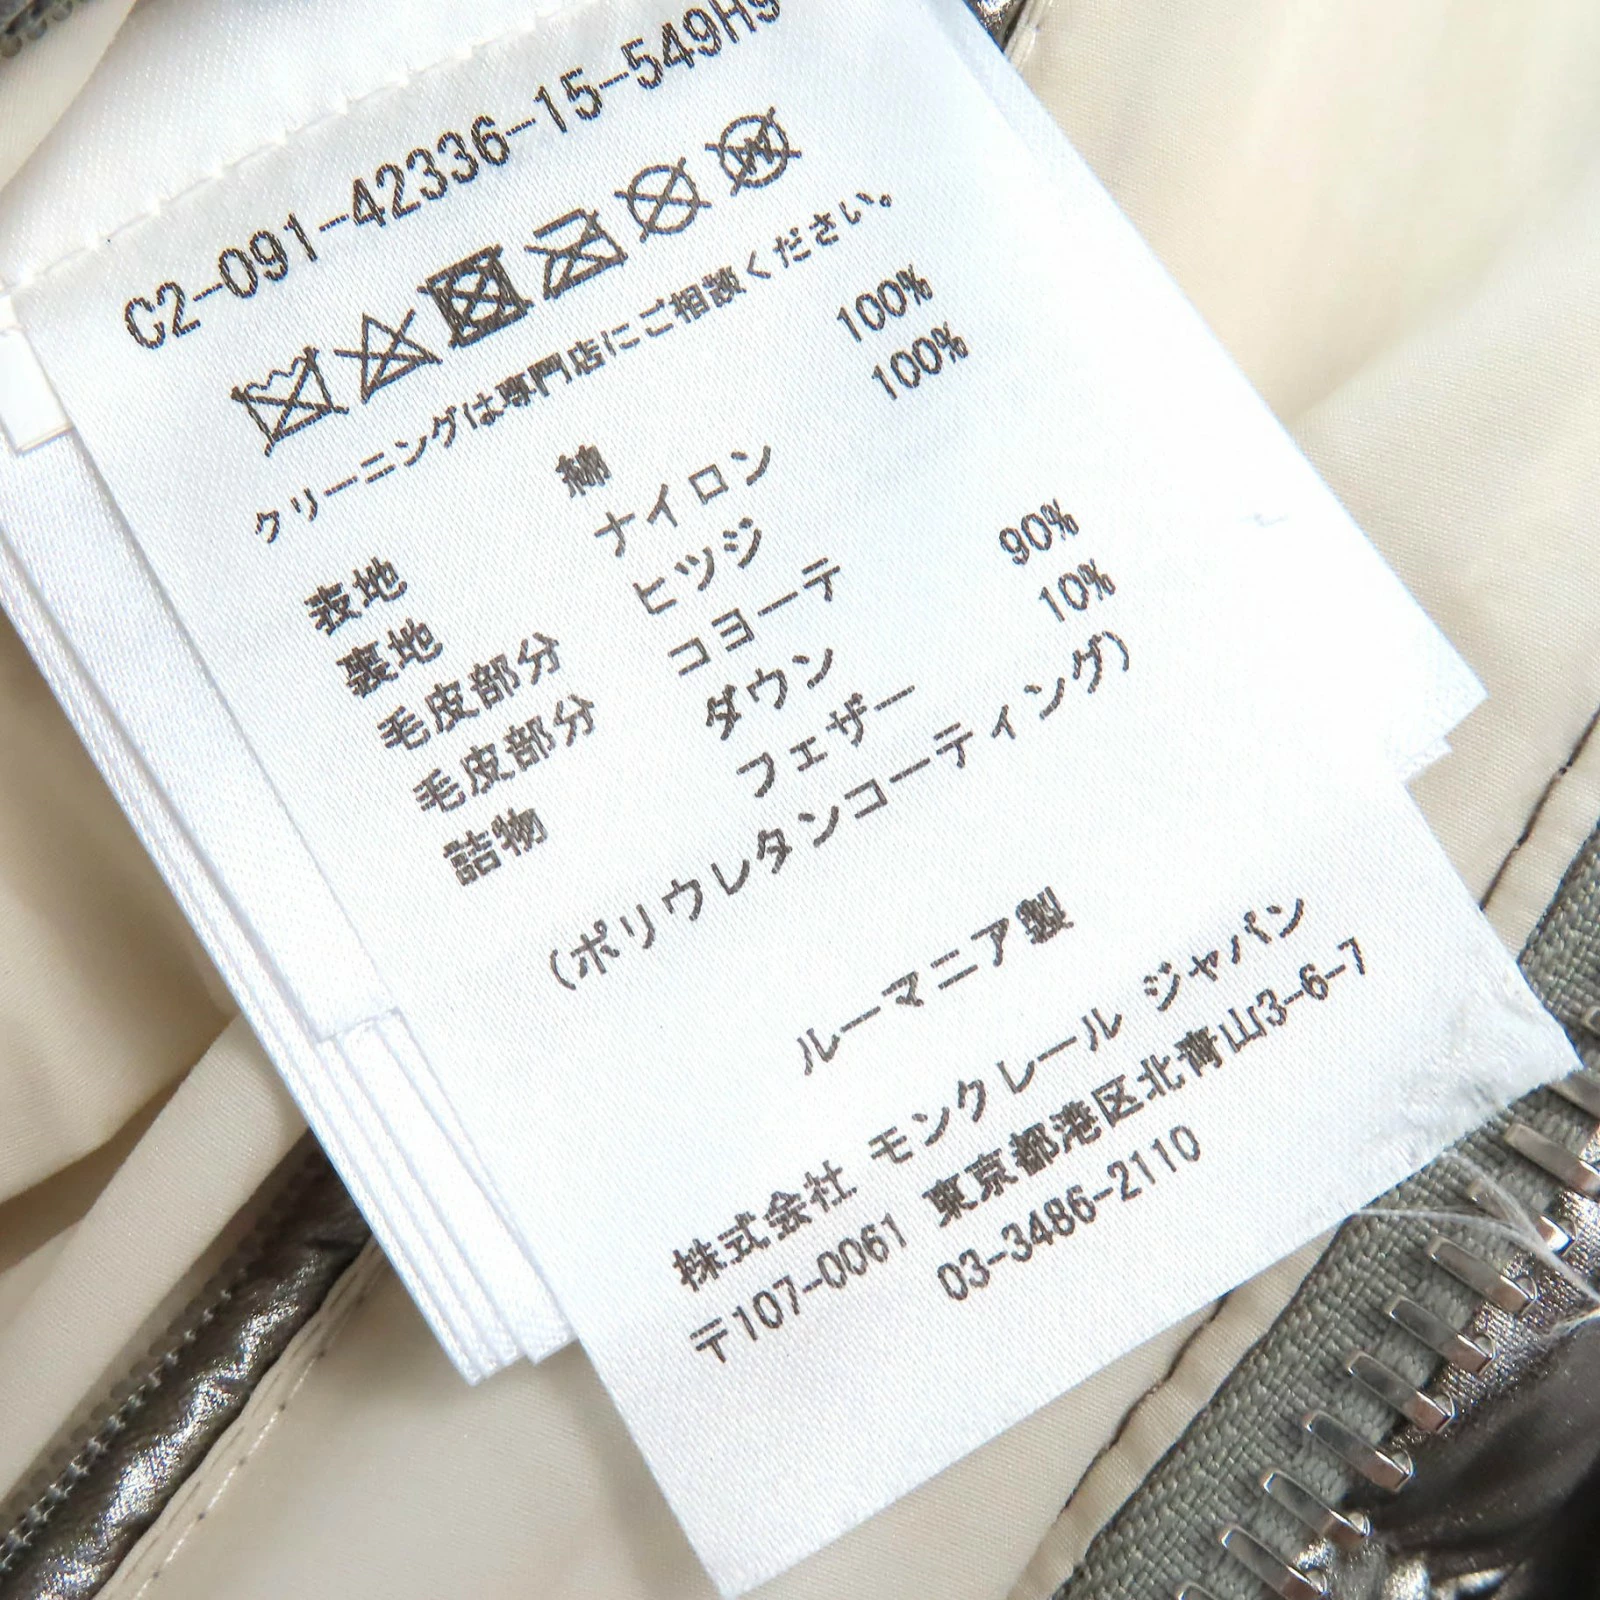 C2-091-42336-15-549H9
クリーニングは専門店にご相談ください。
表地 綿 100%
裏地 ナイロン 100%
毛皮部分 ヒツジ
毛皮部分 コヨーテ
詰物 ダウン 90%
フェザー 10%
(ポリウレタンコーティング)
ルーマニア製
株式会社 モンクレール ジャパン
〒107-0061 東京都港区北青山3-6-7
03-3486-2110